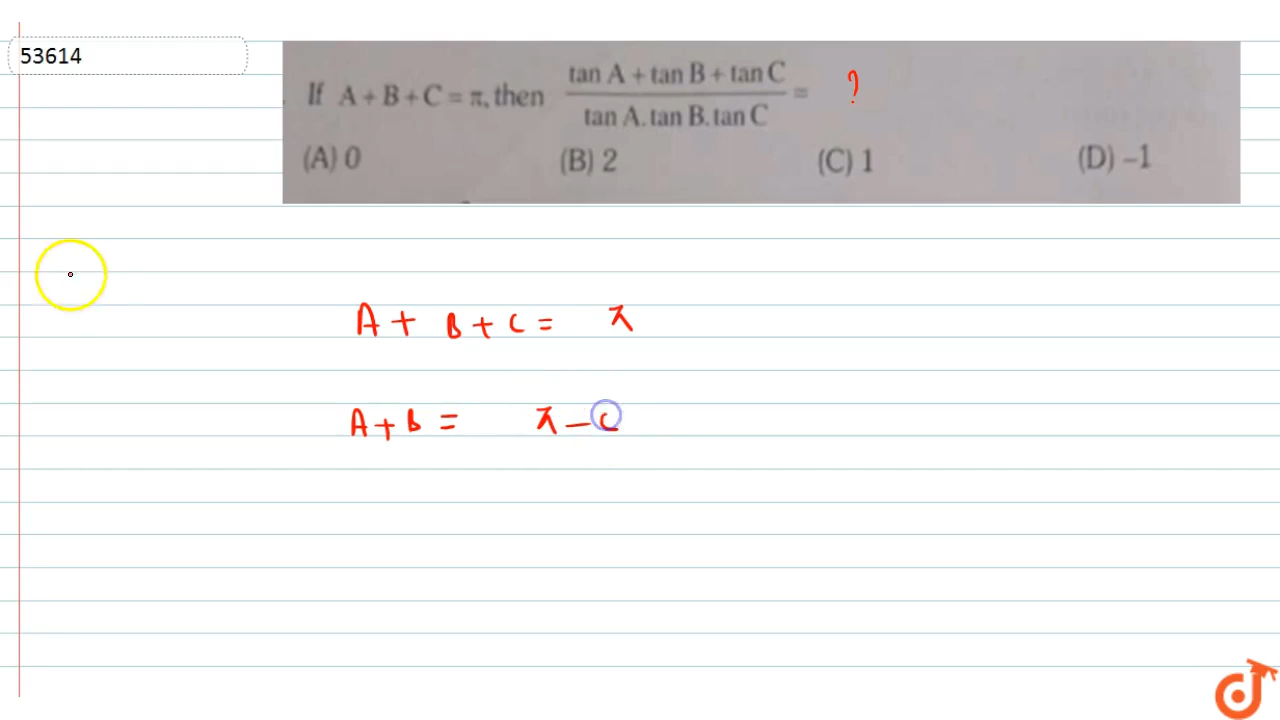 53614
If A + B + C = π, then (tan A + tan B + tan C) / (tan A. tan B. tan C) = ?
(A) 0 (B) 2 (C) 1 (D) –1
A + B + C = π
A + B = π – C